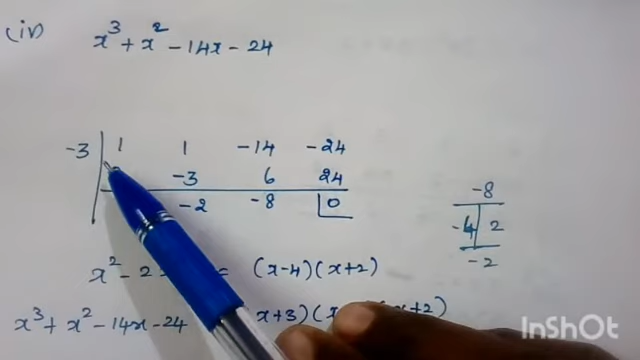 (iv) x³ + x² - 14x - 24
-3 | 1 1 -14 -24
-3 6 24
-2 -8 | 0
-8
-4 | 2
-2
x² - 2 = (x-4)(x+2)
x³ + x² - 14x - 24 x+3)(x +2)
InShOt